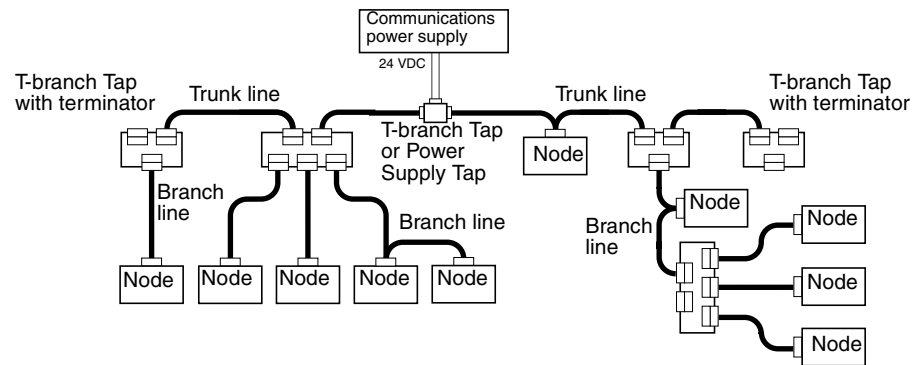 Communications
power supply
24 VDC
T-branch Tap
with terminator
Trunk line
Trunk line
T-branch Tap
with terminator
T-branch Tap
or Power
Supply Tap
Node
Branch
line
Branch line
Branch
line
Node
Node
Node
Node
Node
Node
Node
Node
Node